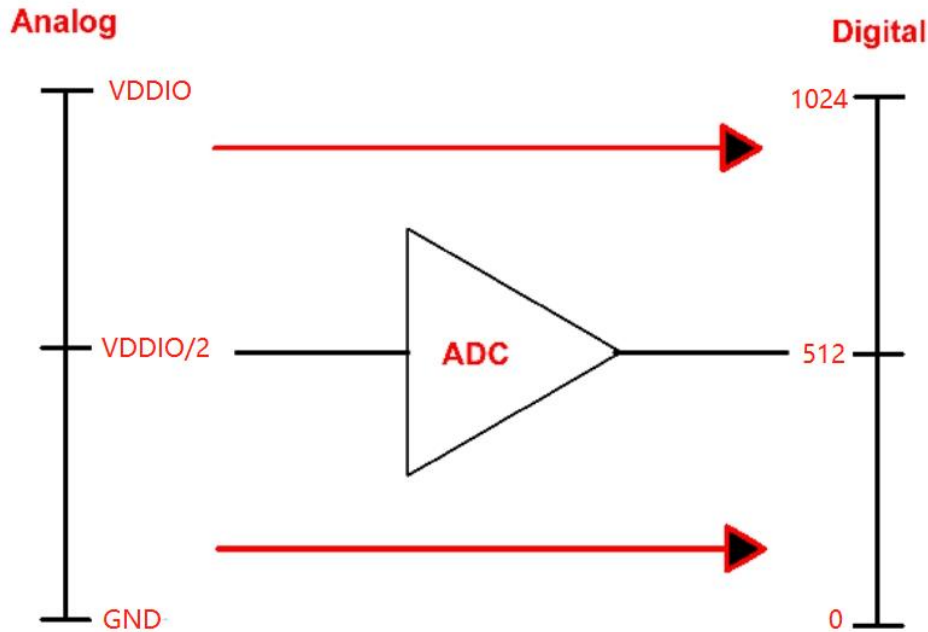 Analog
Digital
VDDIO
1024
VDDIO/2
ADC
512
GND
0